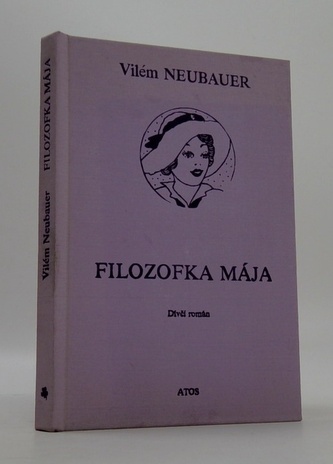 Vilém NEUBAUER
FILOZOFKA MÁJA
Dívčí román
ATOS
Vilém Neubauer FILOZOFKA MÁJA